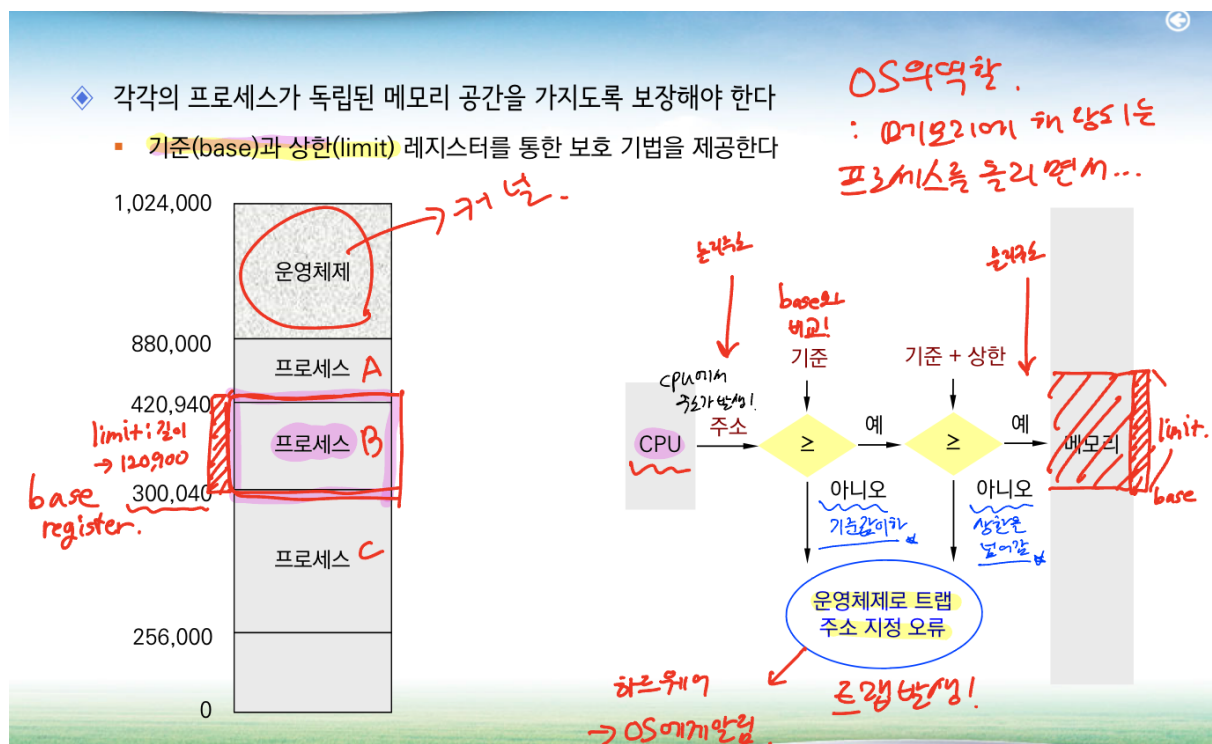 각각의 프로세스가 독립된 메모리 공간을 가지도록 보장해야 한다
기준(base)과 상한(limit) 레지스터를 통한 보호 기법을 제공한다
OS의 역할.
: 메모리에 해당되는
프로세스를 돌리면서...
1,024,000
운영체제
→ 커널.
880,000
프로세스 A
420,940
limit : 길이
→ 120,900
프로세스 B
300,040
base
register.
프로세스 C
256,000
0
논리주소
물리주소
base와
비교!
기준
기준 + 상한
CPU에서
주소가 발생!
CPU
주소
≥
예
≥
예
메모리
limit.
base
아니오
기준값이하
아니오
상한을
넘어감
운영체제로 트랩
주소 지정 오류
트랩발생!
하드웨어
→ OS에게알림.